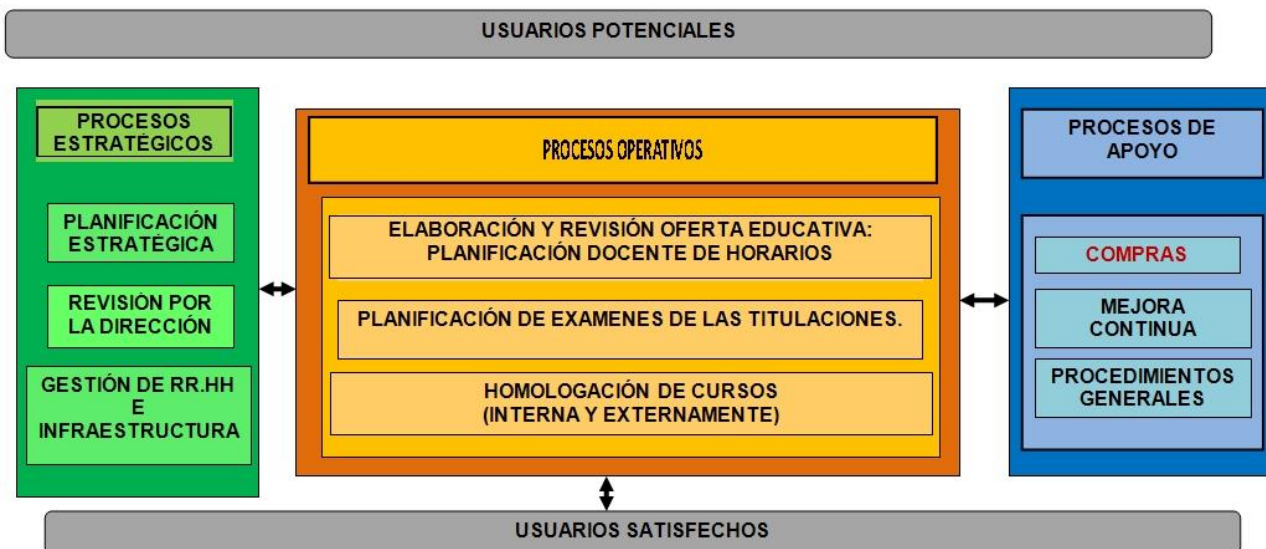 USUARIOS POTENCIALES
PROCESOS
ESTRATÉGICOS
PLANIFICACIÓN
ESTRATÉGICA
REVISIÓN POR
LA DIRECCIÓN
GESTIÓN DE RR.HH
E
INFRAESTRUCTURA
PROCESOS OPERATIVOS
ELABORACIÓN Y REVISIÓN OFERTA EDUCATIVA:
PLANIFICACIÓN DOCENTE DE HORARIOS
PLANIFICACIÓN DE EXAMENES DE LAS TITULACIONES.
HOMOLOGACIÓN DE CURSOS
(INTERNA Y EXTERNAMENTE)
PROCESOS DE
APOYO
COMPRAS
MEJORA
CONTINUA
PROCEDIMIENTOS
GENERALES
USUARIOS SATISFECHOS